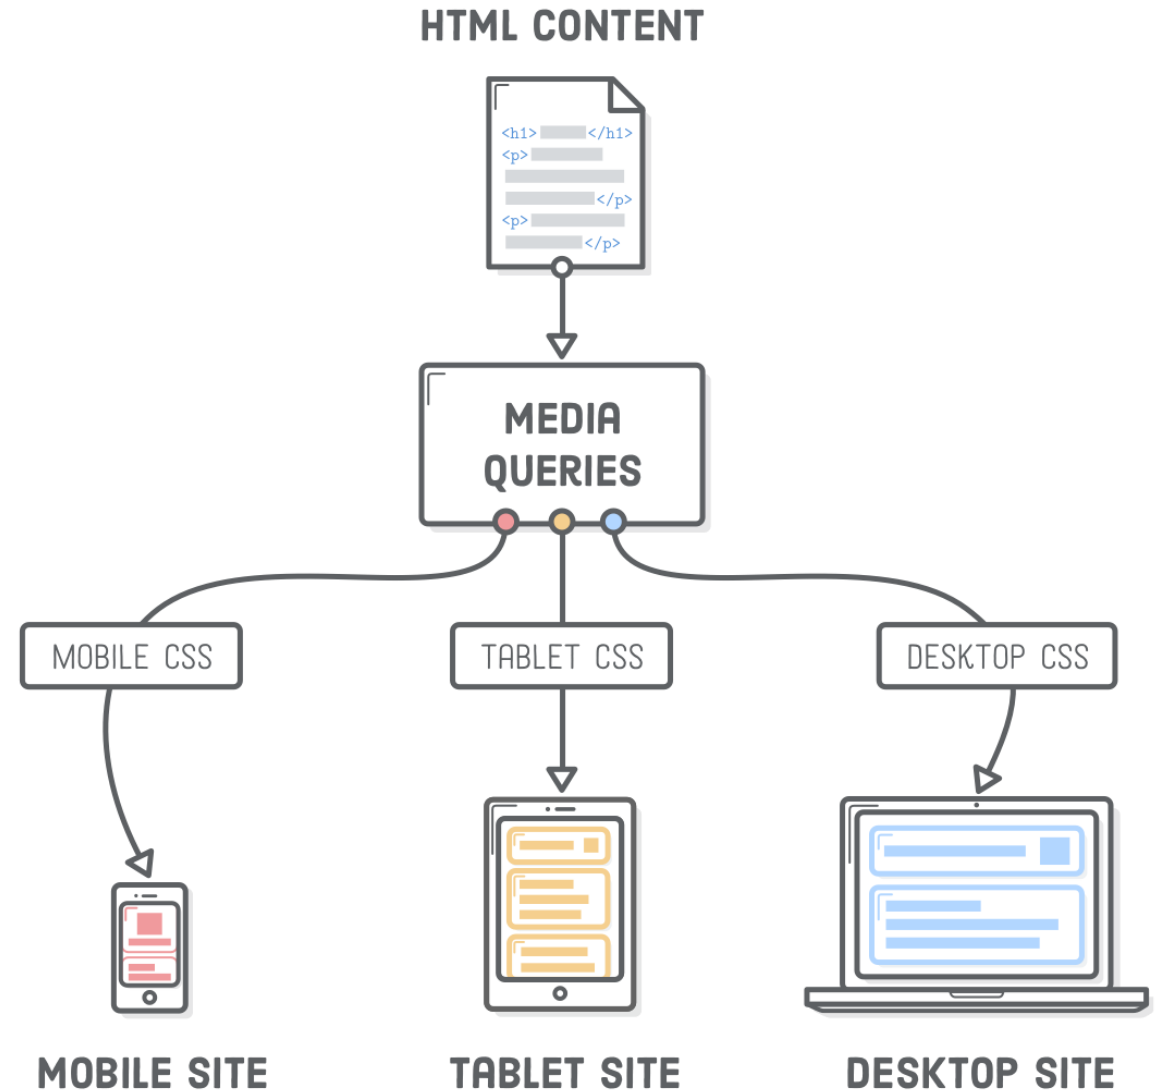 HTML CONTENT
<h1> </h1>
<p>
</p>
<p>
</p>
MEDIA
QUERIES
MOBILE CSS
TABLET CSS
DESKTOP CSS
MOBILE SITE
TABLET SITE
DESKTOP SITE